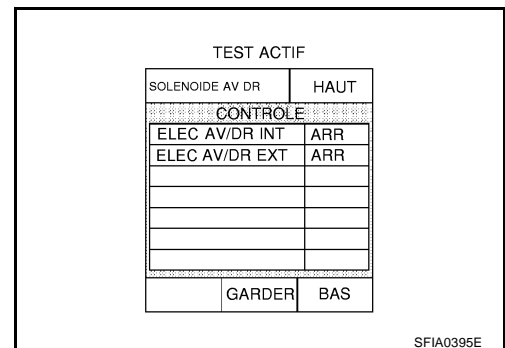 TEST ACTIF
SOLENOIDE AV DR HAUT
CONTROLE
ELEC AV/DR INT ARR
ELEC AV/DR EXT ARR
GARDER BAS
SFIA0395E